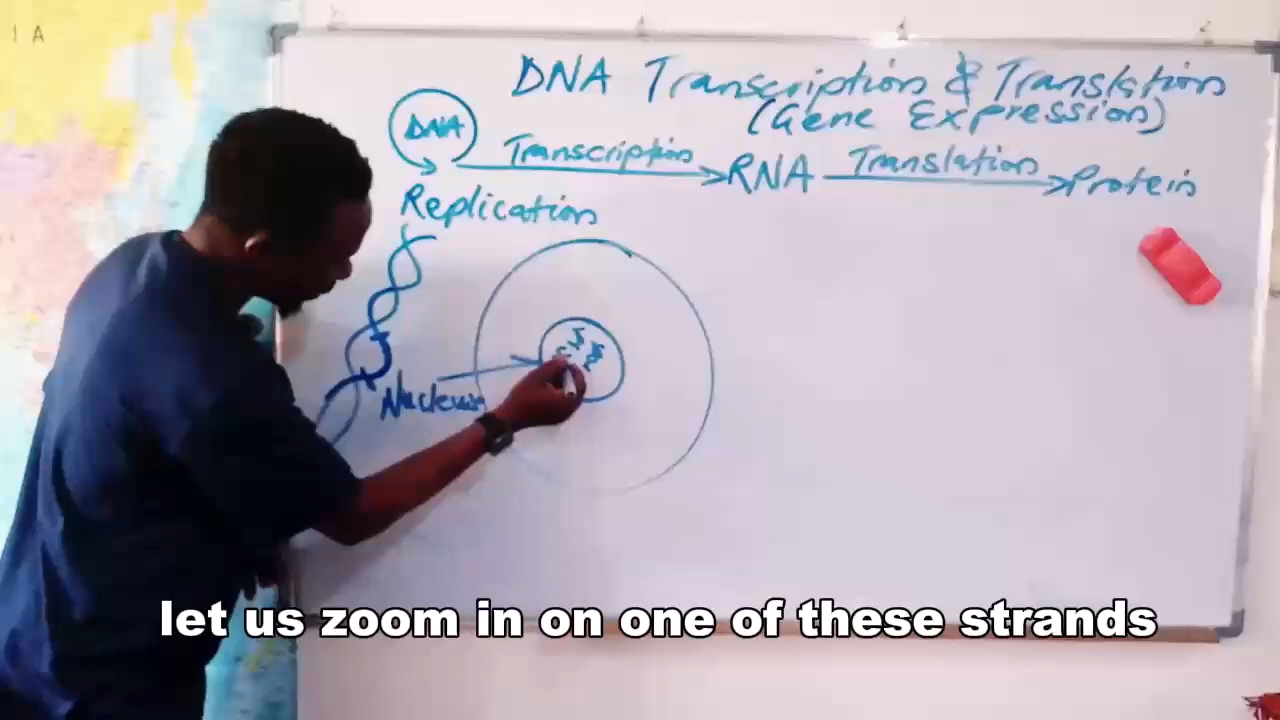 I A
DNA Transcription & Translation
(Gene Expression)
DNA Transcription RNA Translation Protein
Replication
Nucleus
let us zoom in on one of these strands